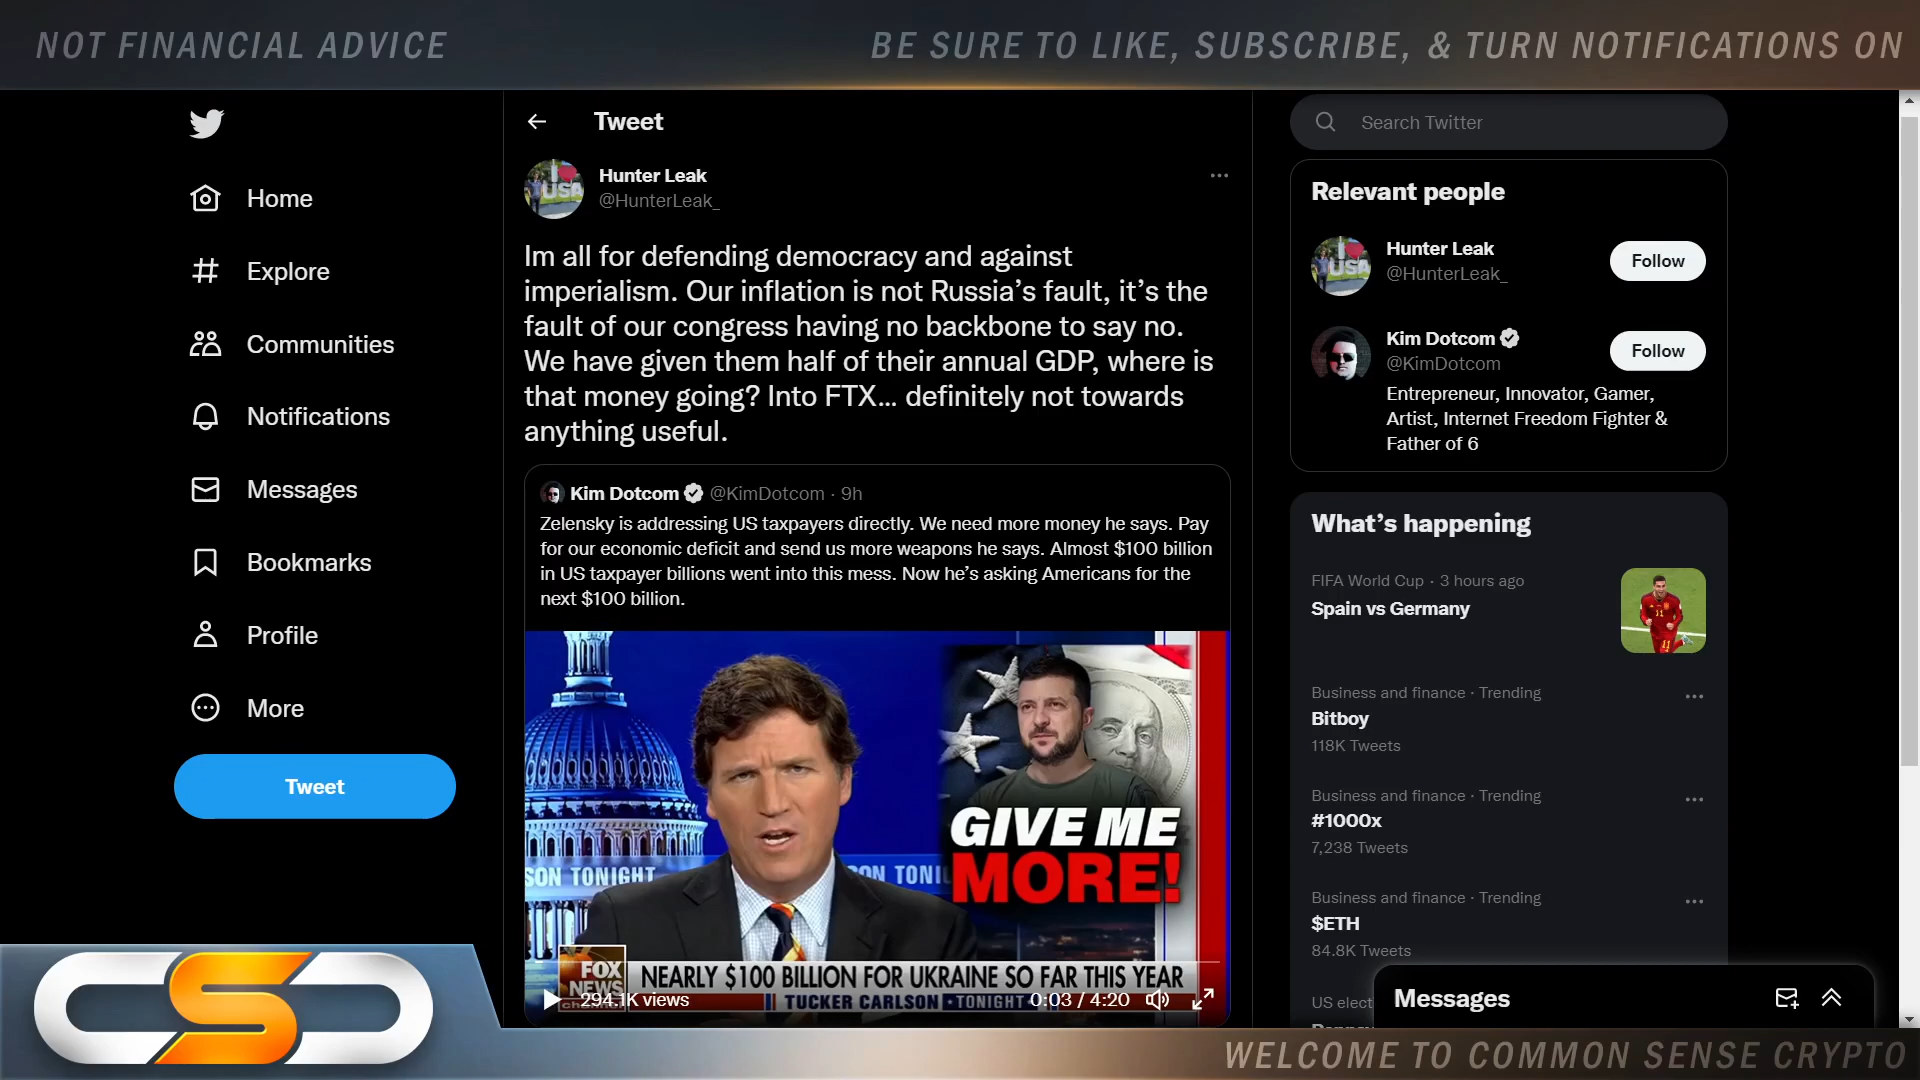 NOT FINANCIAL ADVICE
BE SURE TO LIKE, SUBSCRIBE, & TURN NOTIFICATIONS ON
Home
Explore
Communities
Notifications
Messages
Bookmarks
Profile
More
Tweet
Tweet
Hunter Leak
@HunterLeak_
Im all for defending democracy and against
imperialism. Our inflation is not Russia's fault, it's the
fault of our congress having no backbone to say no.
We have given them half of their annual GDP, where is
that money going? Into FTX... definitely not towards
anything useful.
Kim Dotcom @KimDotcom · 9h
Zelensky is addressing US taxpayers directly. We need more money he says. Pay
for our economic deficit and send us more weapons he says. Almost $100 billion
in US taxpayer billions went into this mess. Now he's asking Americans for the
next $100 billion.
GIVE ME
MORE!
SON TONIGHT
FOX
NEWS
channel
NEARLY $100 BILLION FOR UKRAINE SO FAR THIS YEAR
TUCKER CARLSON · TONIGHT
294.1K views
0:03 / 4:20
Search Twitter
Relevant people
Hunter Leak
@HunterLeak_
Follow
Kim Dotcom
@KimDotcom
Follow
Entrepreneur, Innovator, Gamer,
Artist, Internet Freedom Fighter &
Father of 6
What's happening
FIFA World Cup · 3 hours ago
Spain vs Germany
Business and finance · Trending
Bitboy
118K Tweets
Business and finance · Trending
#1000x
7,238 Tweets
Business and finance · Trending
$ETH
84.8K Tweets
US elect
Messages
CSC
WELCOME TO COMMON SENSE CRYPTO